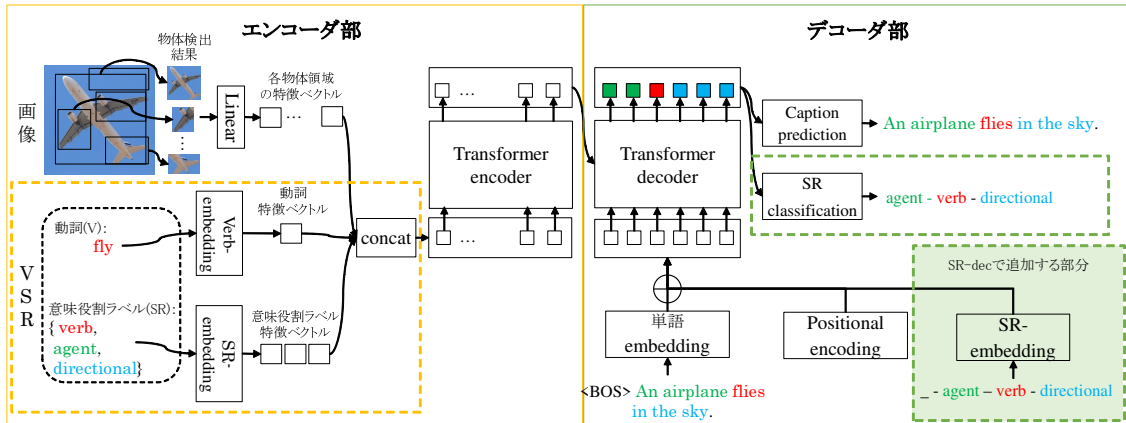 エンコーダ部
物体検出
結果
画像
Linear
各物体領域
の特徴ベクトル
…
…
VSR
動詞(V):
fly
意味役割ラベル(SR):
{ verb,
agent,
directional}
Verb-
embedding
動詞
特徴ベクトル
SR-
embedding
意味役割ラベル
特徴ベクトル
concat
…
Transformer
encoder
…
デコーダ部
Transformer
decoder
Caption
prediction
An airplane flies in the sky.
SR
classification
agent - verb - directional
SR-decで追加する部分
単語
embedding
Positional
encoding
SR-
embedding
<BOS> An airplane flies
in the sky.
_ - agent – verb - directional